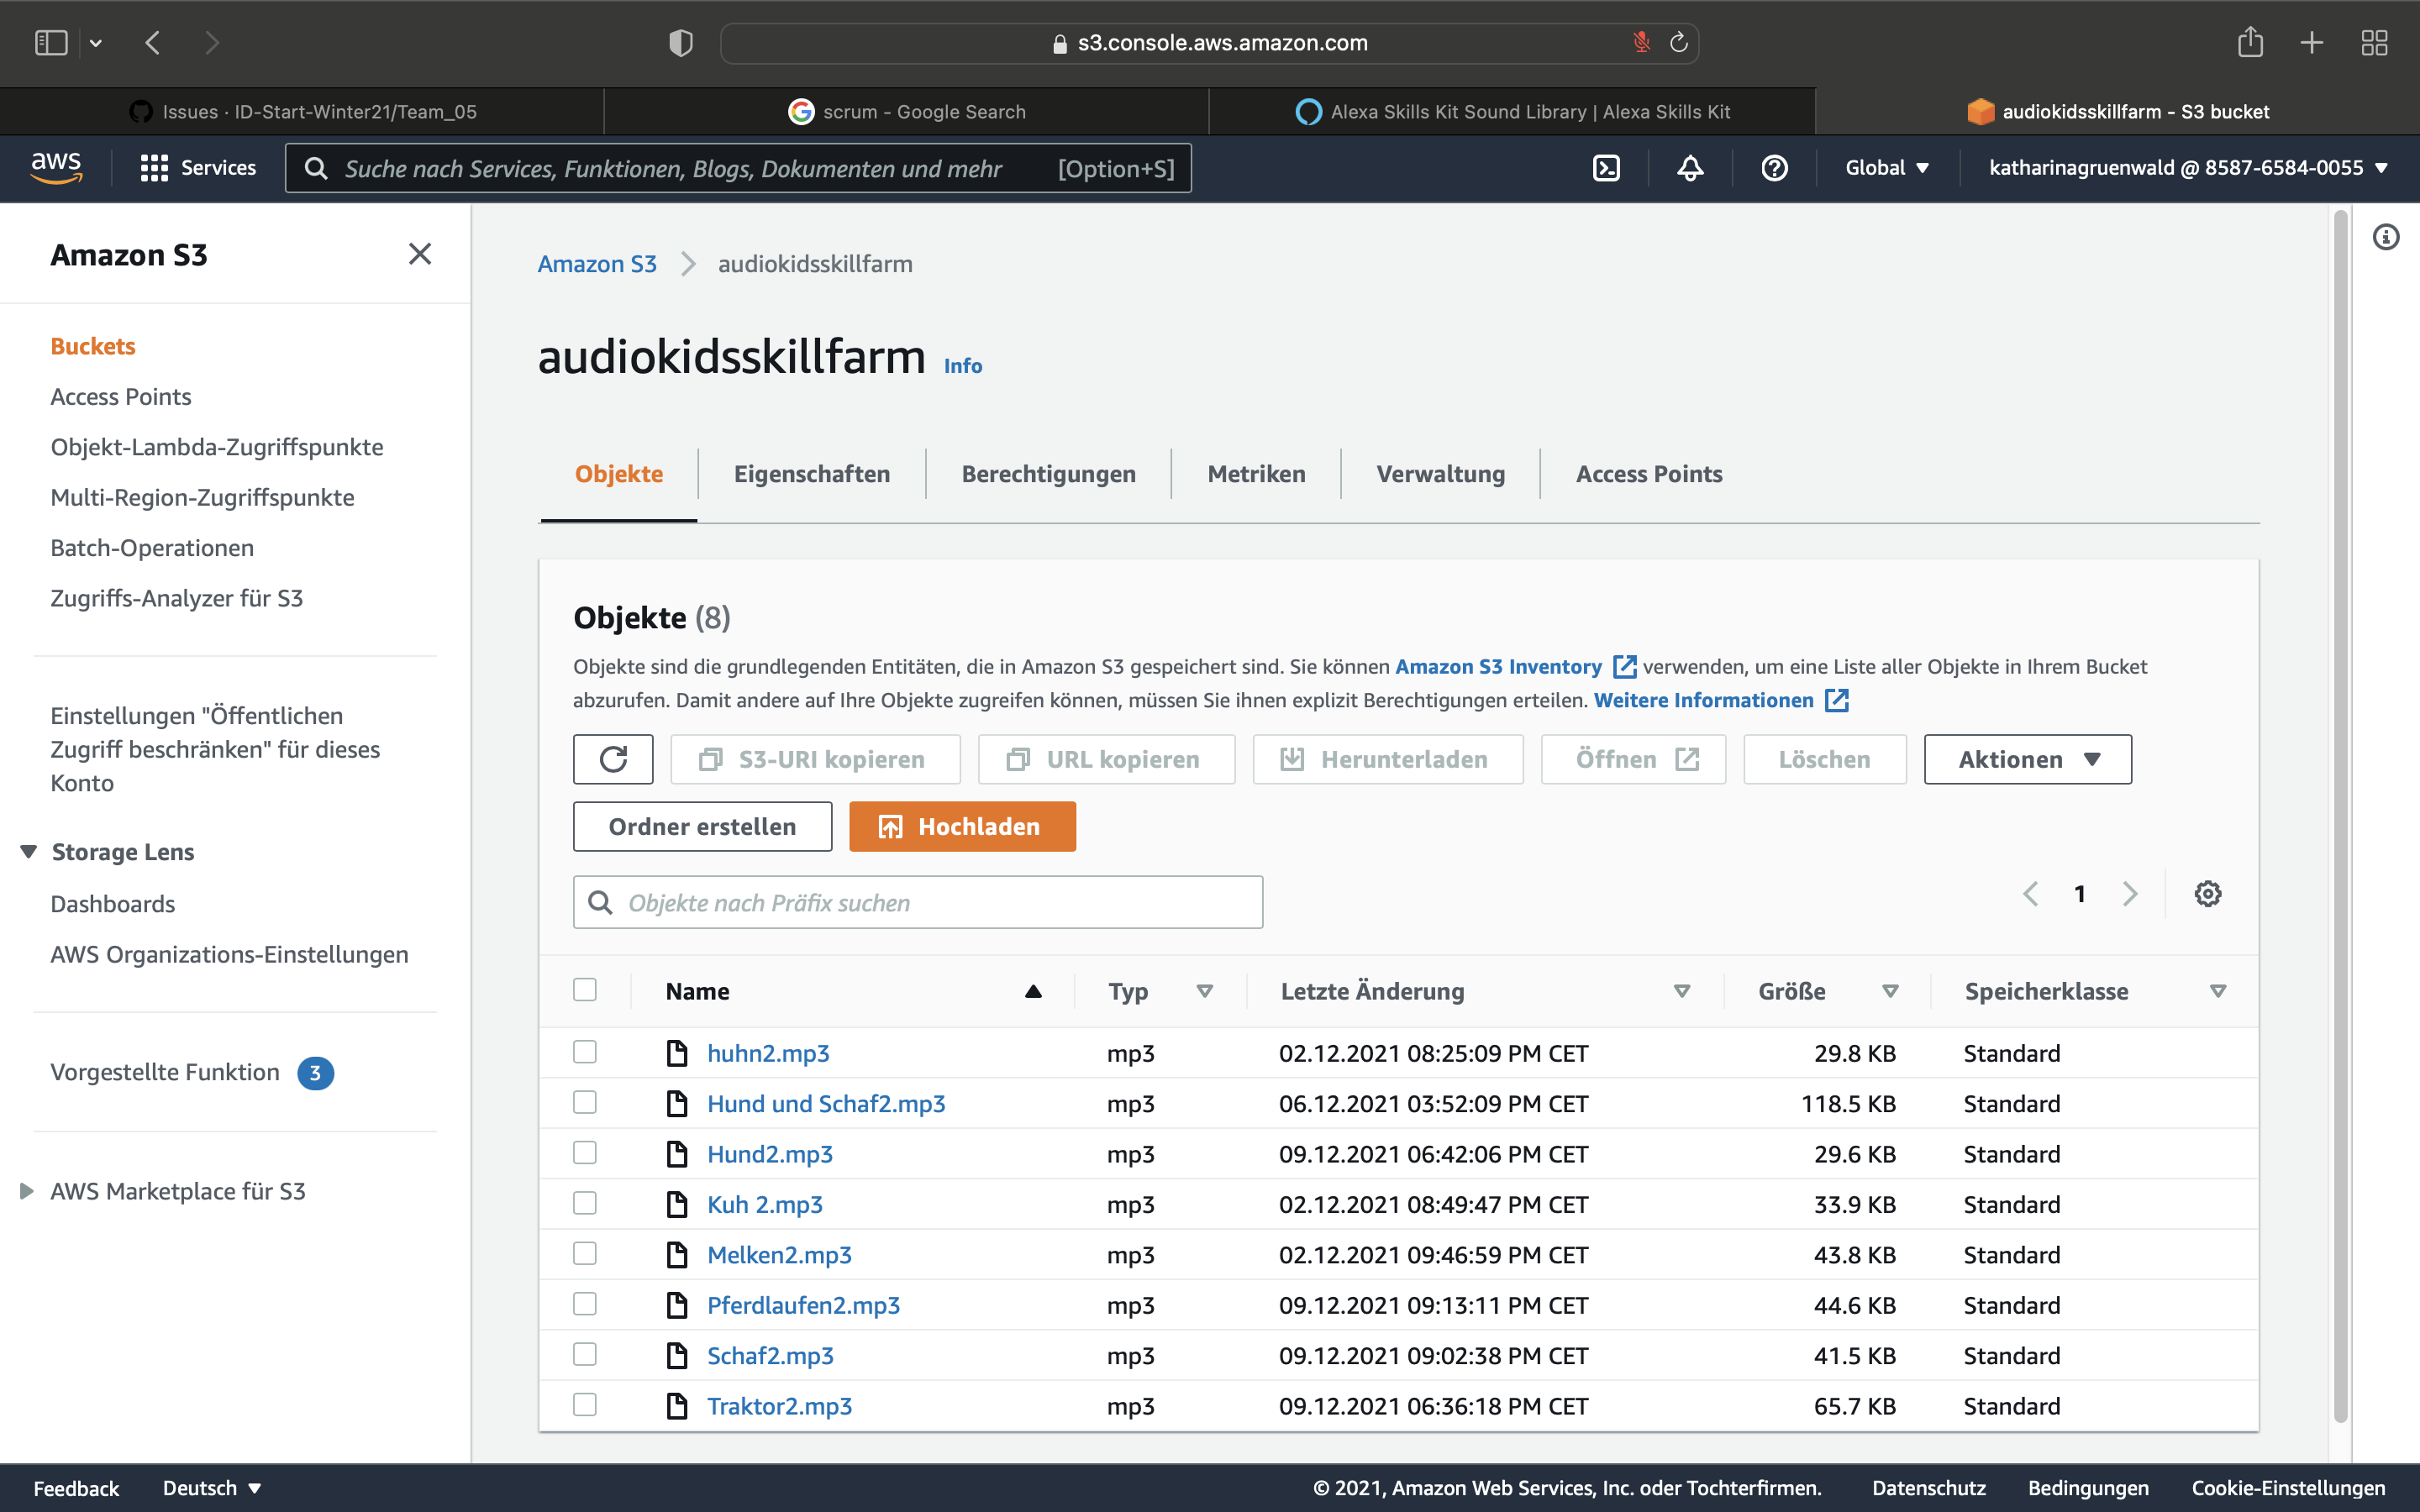 s3.console.aws.amazon.com
Issues · ID-Start-Winter21/Team_05
scrum - Google Search
Alexa Skills Kit Sound Library | Alexa Skills Kit
audiokidsskillfarm - S3 bucket
aws
Services
Suche nach Services, Funktionen, Blogs, Dokumenten und mehr [Option+S]
Global
katharinagruenwald @ 8587-6584-0055
Amazon S3
Buckets
Access Points
Objekt-Lambda-Zugriffspunkte
Multi-Region-Zugriffspunkte
Batch-Operationen
Zugriffs-Analyzer für S3
Einstellungen "Öffentlichen
Zugriff beschränken" für dieses
Konto
Storage Lens
Dashboards
AWS Organizations-Einstellungen
Vorgestellte Funktion 3
AWS Marketplace für S3
Amazon S3 audiokidsskillfarm
audiokidsskillfarm Info
Objekte Eigenschaften Berechtigungen Metriken Verwaltung Access Points
Objekte (8)
Objekte sind die grundlegenden Entitäten, die in Amazon S3 gespeichert sind. Sie können Amazon S3 Inventory verwenden, um eine Liste aller Objekte in Ihrem Bucket
abzurufen. Damit andere auf Ihre Objekte zugreifen können, müssen Sie ihnen explizit Berechtigungen erteilen. Weitere Informationen
S3-URI kopieren URL kopieren Herunterladen Öffnen Löschen Aktionen
Ordner erstellen Hochladen
Objekte nach Präfix suchen 1
Name Typ Letzte Änderung Größe Speicherklasse
huhn2.mp3 mp3 02.12.2021 08:25:09 PM CET 29.8 KB Standard
Hund und Schaf2.mp3 mp3 06.12.2021 03:52:09 PM CET 118.5 KB Standard
Hund2.mp3 mp3 09.12.2021 06:42:06 PM CET 29.6 KB Standard
Kuh 2.mp3 mp3 02.12.2021 08:49:47 PM CET 33.9 KB Standard
Melken2.mp3 mp3 02.12.2021 09:46:59 PM CET 43.8 KB Standard
Pferdlaufen2.mp3 mp3 09.12.2021 09:13:11 PM CET 44.6 KB Standard
Schaf2.mp3 mp3 09.12.2021 09:02:38 PM CET 41.5 KB Standard
Traktor2.mp3 mp3 09.12.2021 06:36:18 PM CET 65.7 KB Standard
Feedback Deutsch © 2021, Amazon Web Services, Inc. oder Tochterfirmen. Datenschutz Bedingungen Cookie-Einstellungen